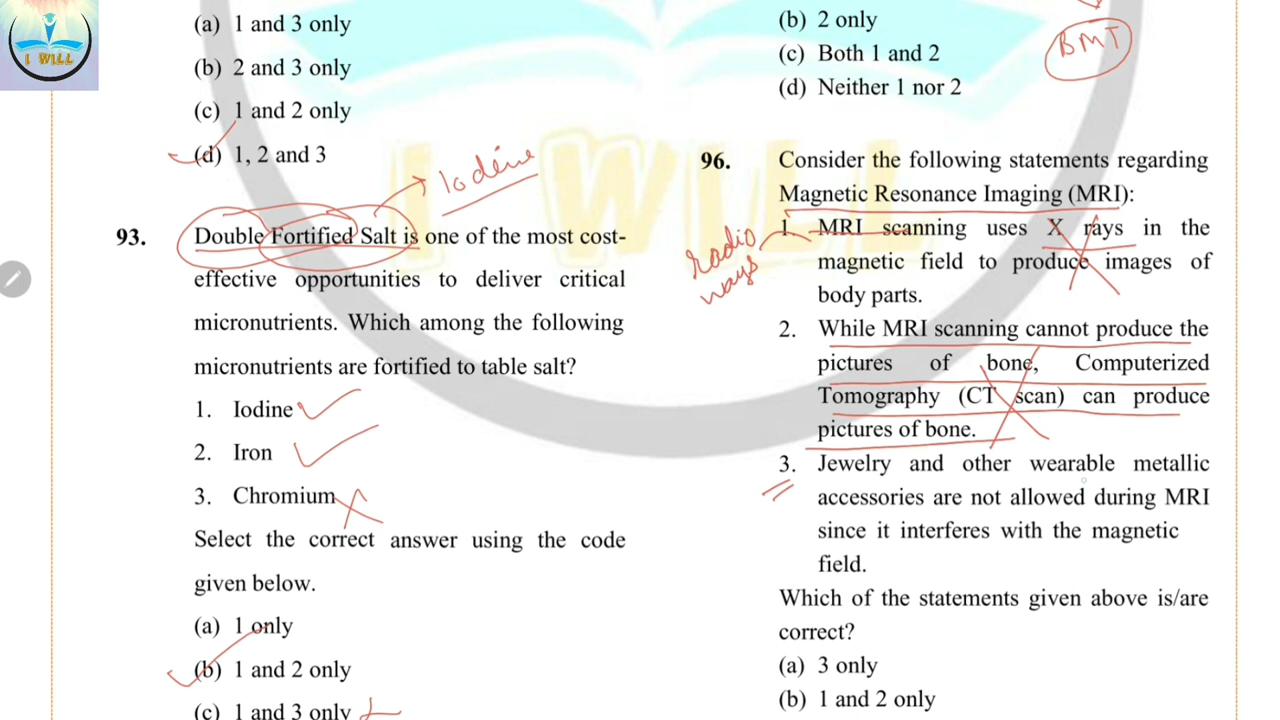 I WILL
(a) 1 and 3 only
(b) 2 and 3 only
(c) 1 and 2 only
(d) 1, 2 and 3
Iodine
93. Double Fortified Salt is one of the most cost-
effective opportunities to deliver critical
micronutrients. Which among the following
micronutrients are fortified to table salt?
1. Iodine
2. Iron
3. Chromium
Select the correct answer using the code
given below.
(a) 1 only
(b) 1 and 2 only
(c) 1 and 3 only
(b) 2 only
(c) Both 1 and 2
(d) Neither 1 nor 2
BMT
96. Consider the following statements regarding
Magnetic Resonance Imaging (MRI):
radio
ways
1. MRI scanning uses X rays in the
magnetic field to produce images of
body parts.
2. While MRI scanning cannot produce the
pictures of bone, Computerized
Tomography (CT scan) can produce
pictures of bone.
3. Jewelry and other wearable metallic
accessories are not allowed during MRI
since it interferes with the magnetic
field.
Which of the statements given above is/are
correct?
(a) 3 only
(b) 1 and 2 only
I WILL